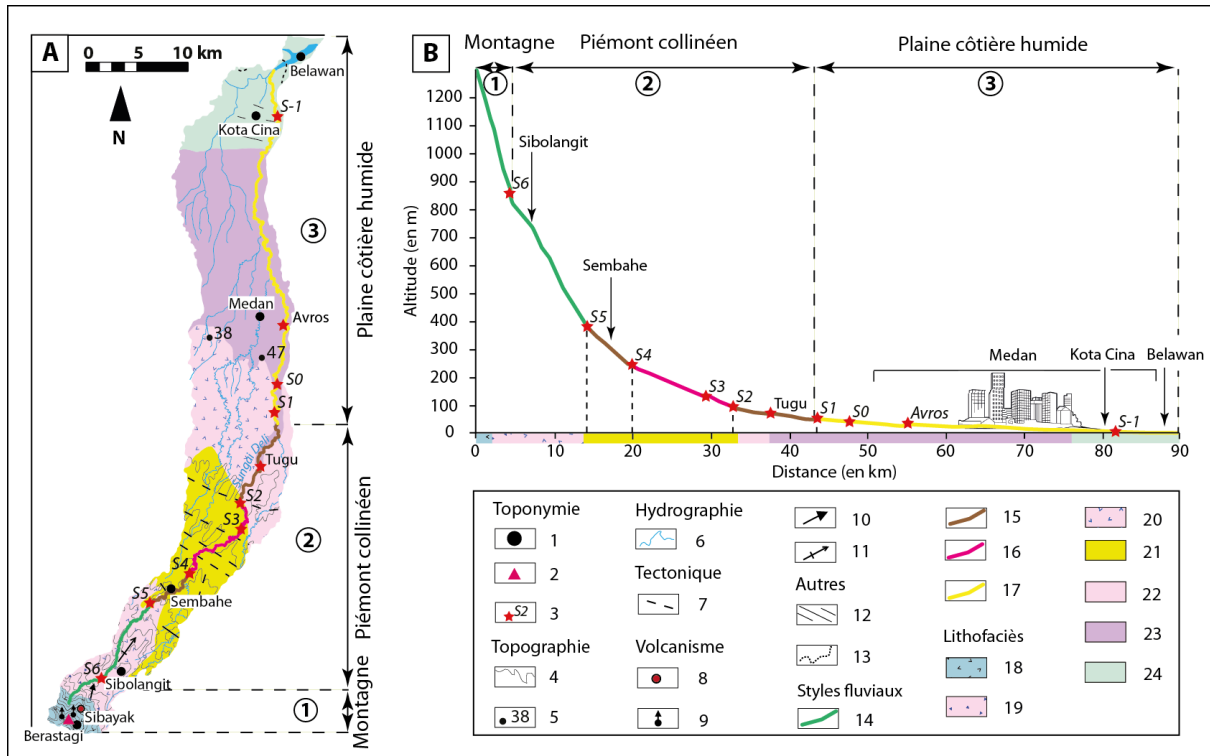 A
0 5 10 km
N
Belawan
S-1
Kota Cina
Medan
Avros
38
47
S0
S1
Sungai Deli
Tugu
S2
S3
S4
Sembahe
S5
S6
Sibolangit
Sibayak
Berastagi
Plaine côtière humide
③
Piémont collinéen
②
Montagne
①
B
Montagne
Piémont collinéen
Plaine côtière humide
① ② ③
Altitude (en m)
1200
1100
1000
900
800
700
600
500
400
300
200
100
0
S6
Sibolangit
Sembahe
S5
S4
S3
S2
Tugu
S1
S0
Avros
Medan
Kota Cina
Belawan
S-1
0 10 20 30 40 50 60 70 80 90
Distance (en km)
Toponymie
1
2
S2 3
Topographie
4
38 5
Hydrographie
6
Tectonique
7
Volcanisme
8
9
10
11
Autres
12
13
Styles fluviaux
14
15
16
17
Lithofaciès
18
19
20
21
22
23
24